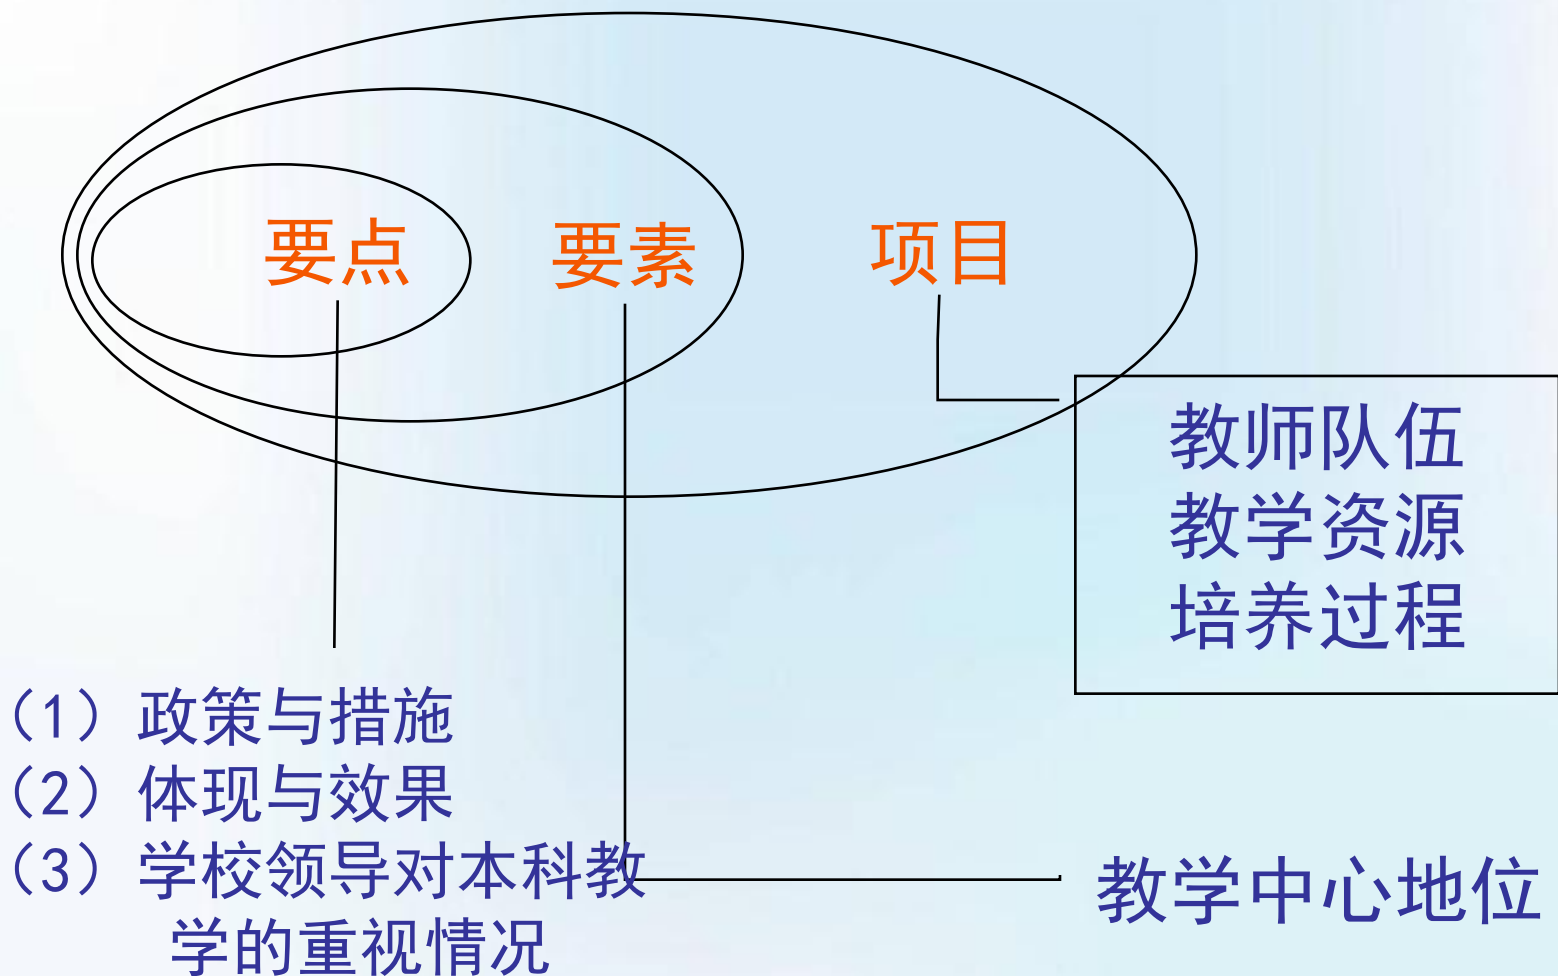 要点 要素 项目
教师队伍
教学资源
培养过程
（1）政策与措施
（2）体现与效果
（3）学校领导对本科教
学的重视情况
教学中心地位